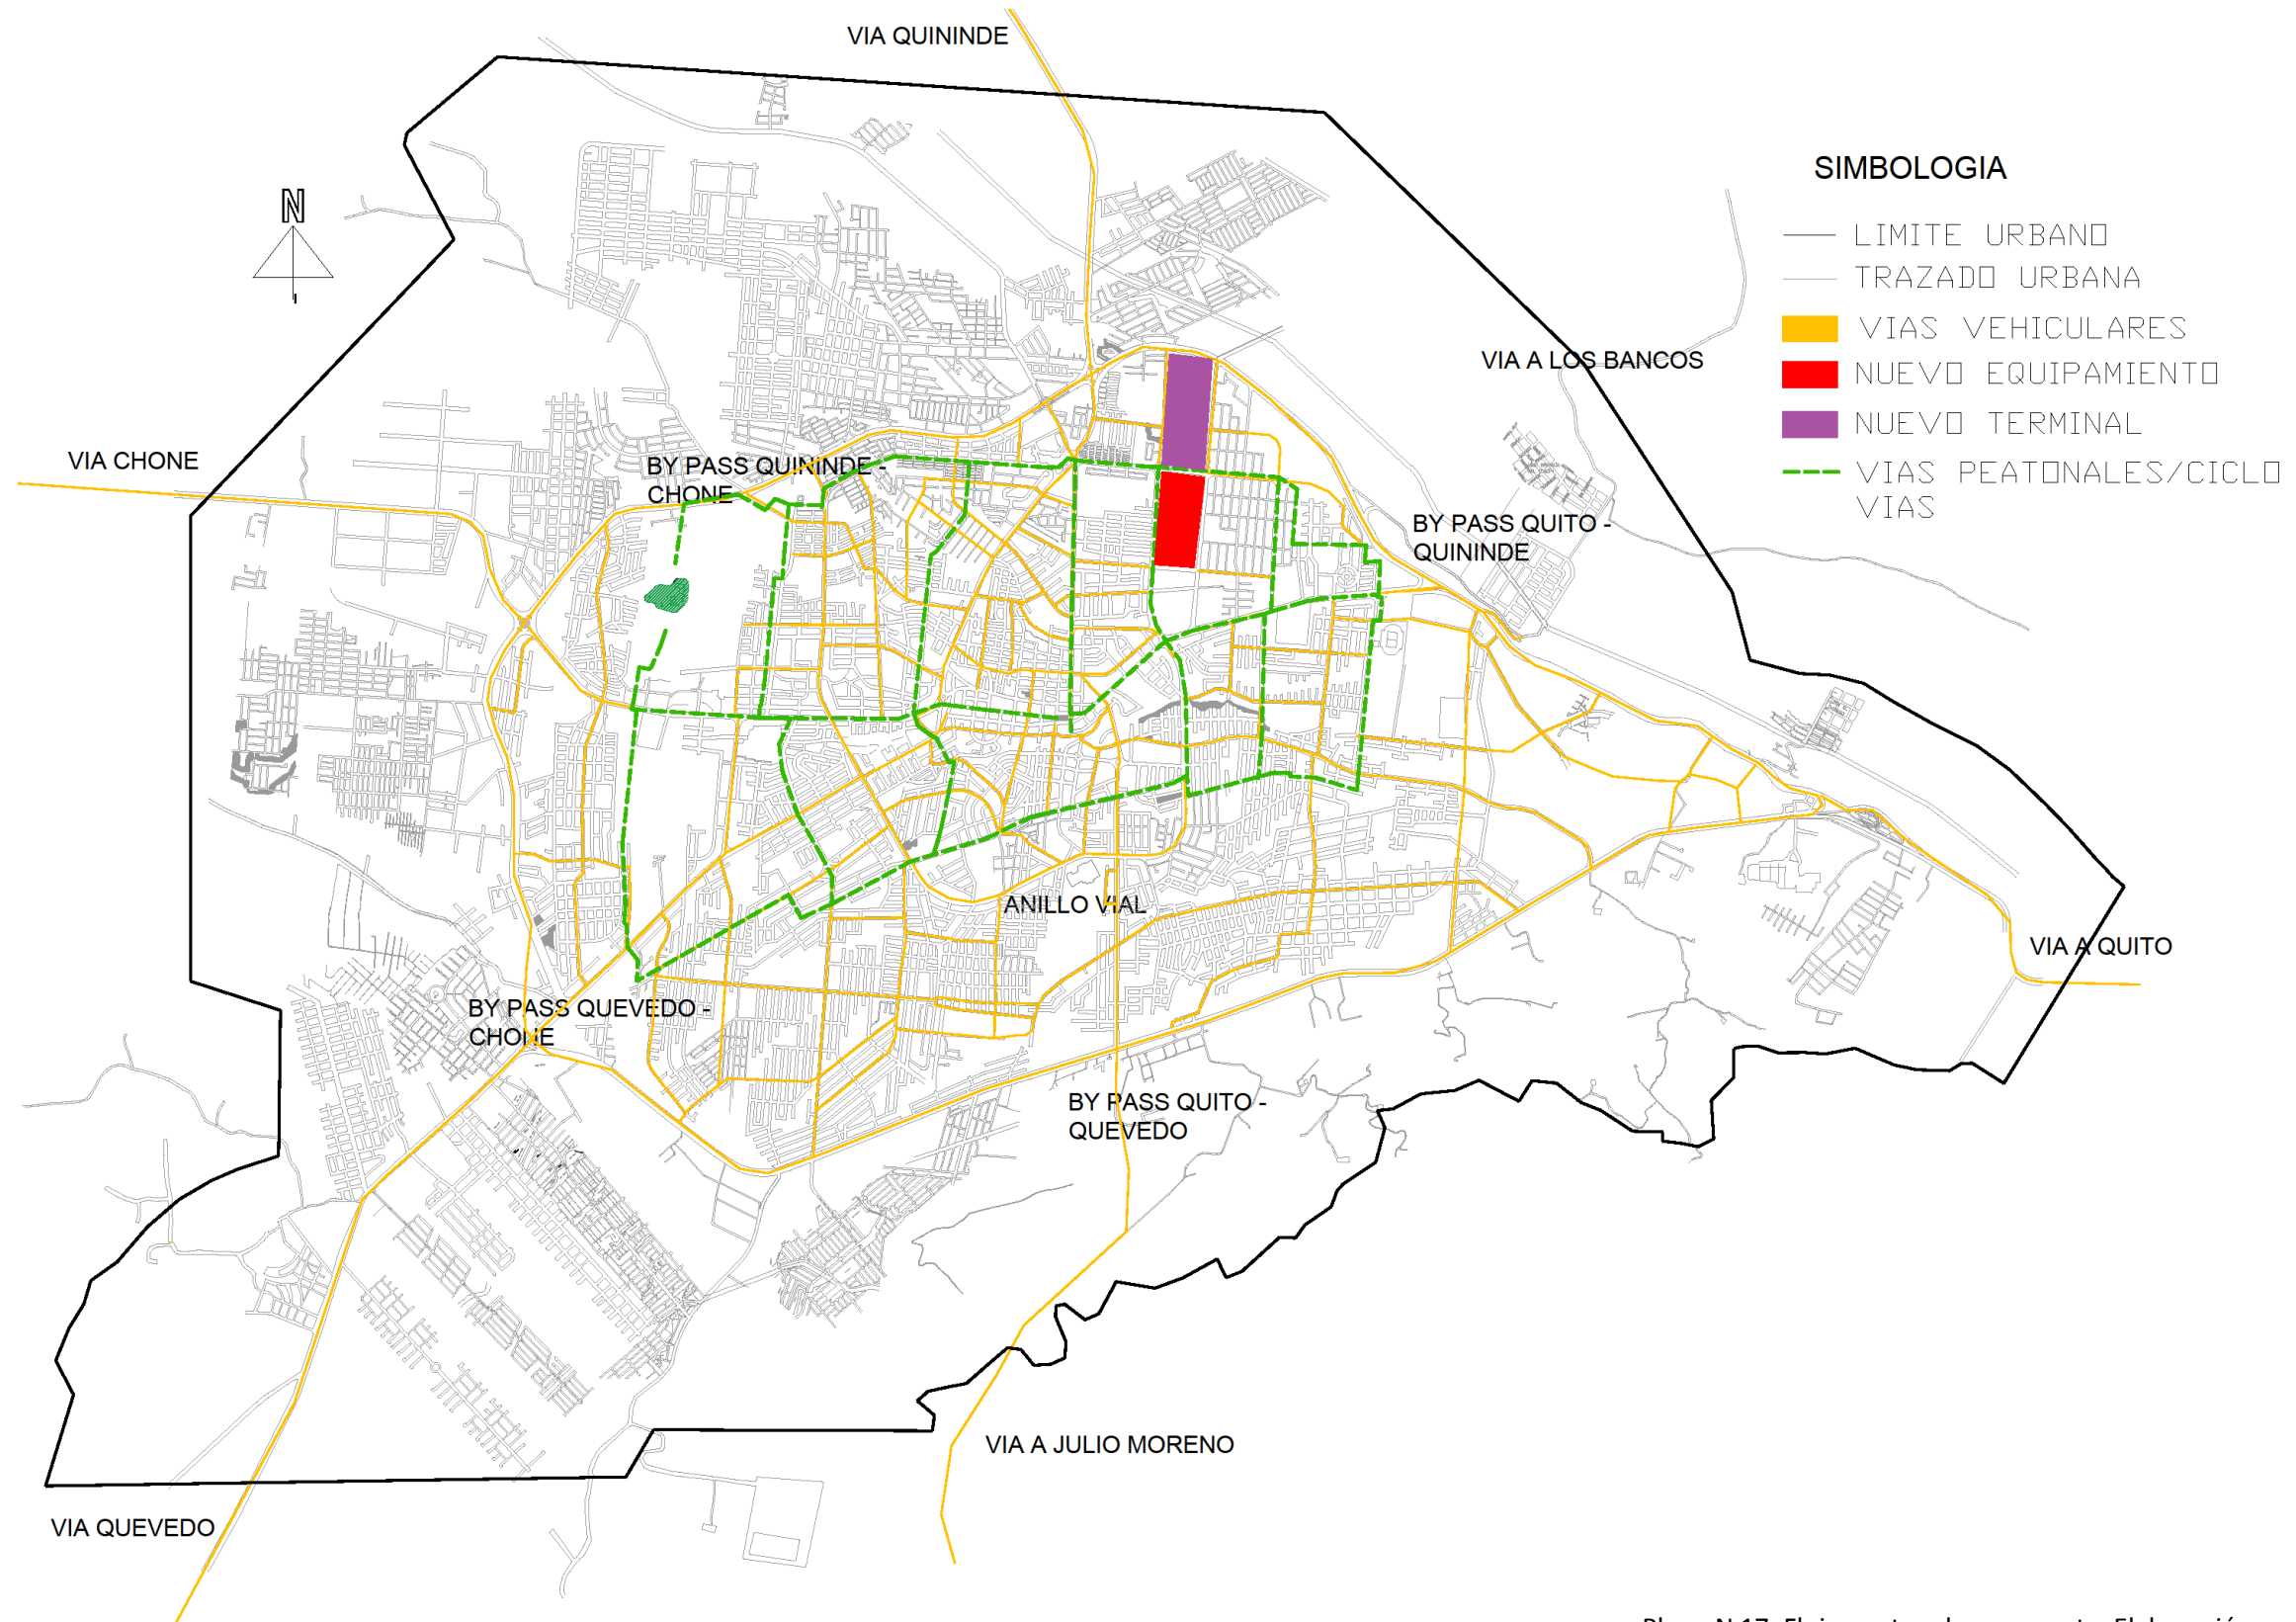 VIA QUININDE
SIMBOLOGIA
N
LIMITE URBANO
TRAZADO URBANA
VIAS VEHICULARES
VIA A LOS BANCOS
NUEVO EQUIPAMIENTO
NUEVO TERMINAL
VIA CHONE
BY PASS QUININDE -
CHONE
VIAS PEATONALES/CICLO
VIAS
BY PASS QUITO -
QUININDE
ANILLO VIAL
VIA A QUITO
BY PASS QUEVEDO -
CHONE
BY PASS QUITO -
QUEVEDO
VIA A JULIO MORENO
VIA QUEVEDO